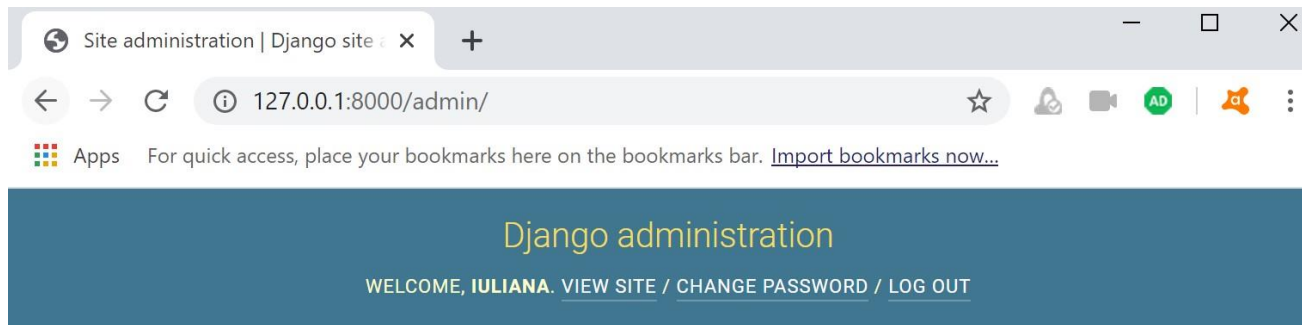 Site administration | Django site a
127.0.0.1:8000/admin/
AD
Apps For quick access, place your bookmarks here on the bookmarks bar. Import bookmarks now...
Django administration
WELCOME, IULIANA. VIEW SITE / CHANGE PASSWORD / LOG OUT